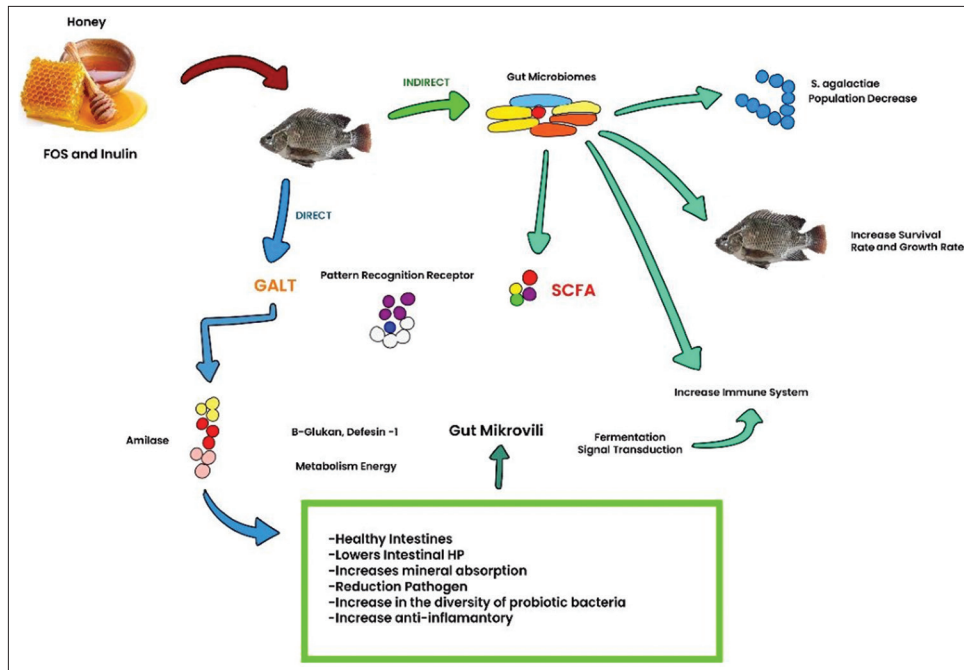 Honey
FOS and Inulin
INDIRECT
Gut Microbiomes
S. agalactiae
Population Decrease
DIRECT
GALT
Pattern Recognition Receptor
SCFA
Increase Survival
Rate and Growth Rate
Amilase
B-Glukan, Defesin -1
Metabolism Energy
Gut Mikrovili
Increase Immune System
Fermentation
Signal Transduction
-Healthy Intestines
-Lowers Intestinal HP
-Increases mineral absorption
-Reduction Pathogen
-Increase in the diversity of probiotic bacteria
-Increase anti-inflamantory